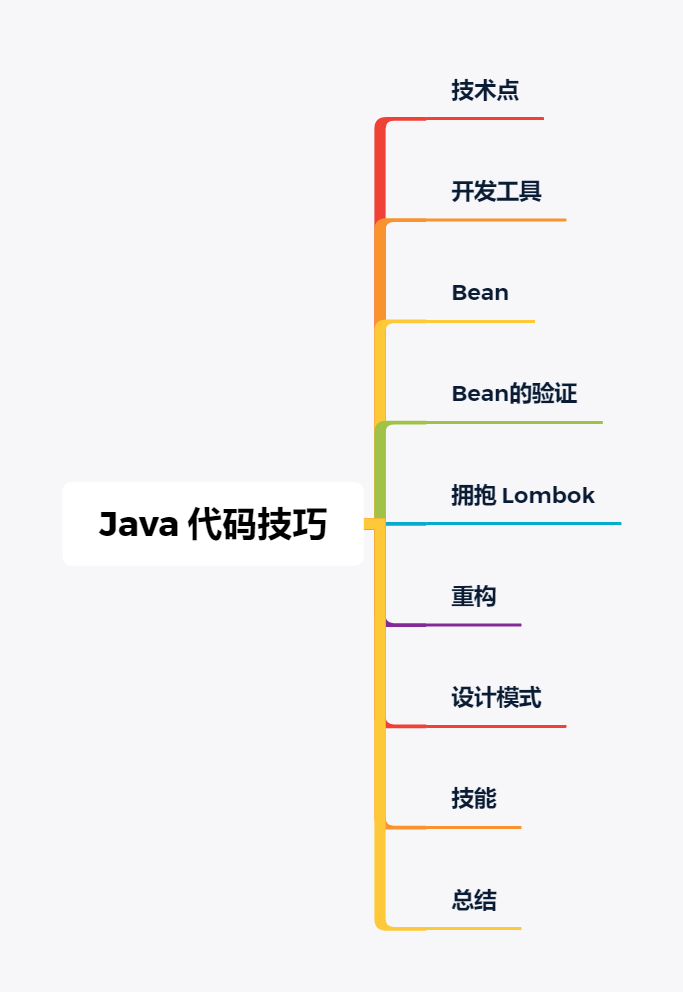 技术点
开发工具
Bean
Bean的验证
拥抱 Lombok
Java 代码技巧
重构
设计模式
技能
总结